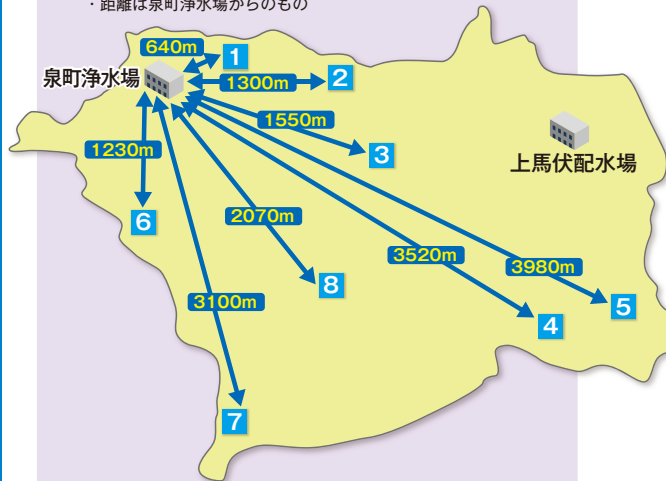 ・距離は泉町浄水場からのもの
640m
1
泉町浄水場
1300m
2
1550m
3
上馬伏配水場
1230m
6
2070m
3520m
3980m
8
3100m
5
4
7